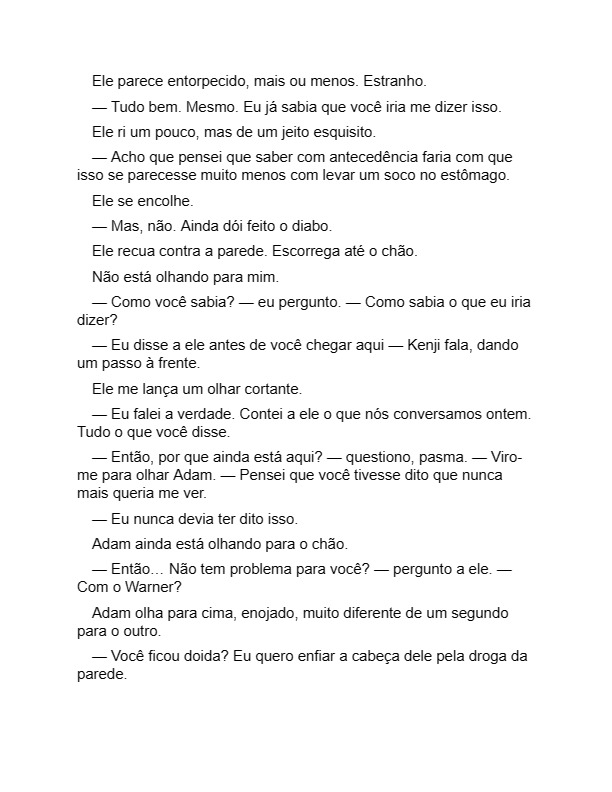 Ele parece entorpecido, mais ou menos. Estranho.
— Tudo bem. Mesmo. Eu já sabia que você iria me dizer isso.
Ele ri um pouco, mas de um jeito esquisito.
— Acho que pensei que saber com antecedência faria com que
isso se parecesse muito menos com levar um soco no estômago.
Ele se encolhe.
— Mas, não. Ainda dói feito o diabo.
Ele recua contra a parede. Escorrega até o chão.
Não está olhando para mim.
— Como você sabia? — eu pergunto. — Como sabia o que eu iria
dizer?
— Eu disse a ele antes de você chegar aqui — Kenji fala, dando
um passo à frente.
Ele me lança um olhar cortante.
— Eu falei a verdade. Contei a ele o que nós conversamos ontem.
Tudo o que você disse.
— Então, por que ainda está aqui? — questiono, pasma. — Viro-
me para olhar Adam. — Pensei que você tivesse dito que nunca
mais queria me ver.
— Eu nunca devia ter dito isso.
Adam ainda está olhando para o chão.
— Então… Não tem problema para você? — pergunto a ele. —
Com o Warner?
Adam olha para cima, enojado, muito diferente de um segundo
para o outro.
— Você ficou doida? Eu quero enfiar a cabeça dele pela droga da
parede.